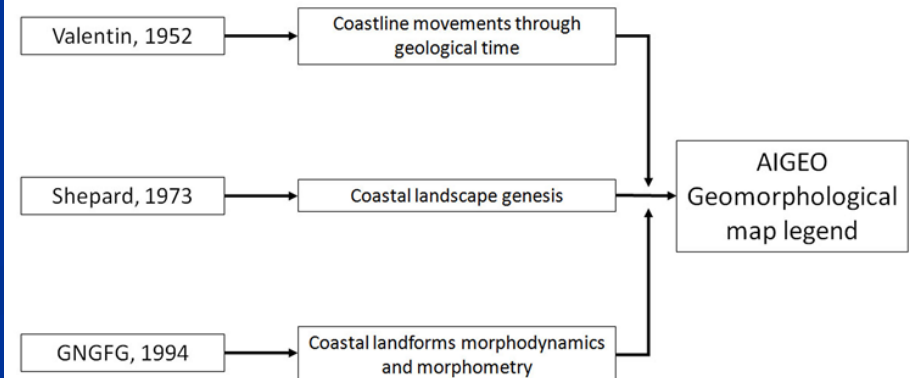 Valentin, 1952
Coastline movements through
geological time
Shepard, 1973
Coastal landscape genesis
AIGEO
Geomorphological
map legend
GNGFG, 1994
Coastal landforms morphodynamics
and morphometry